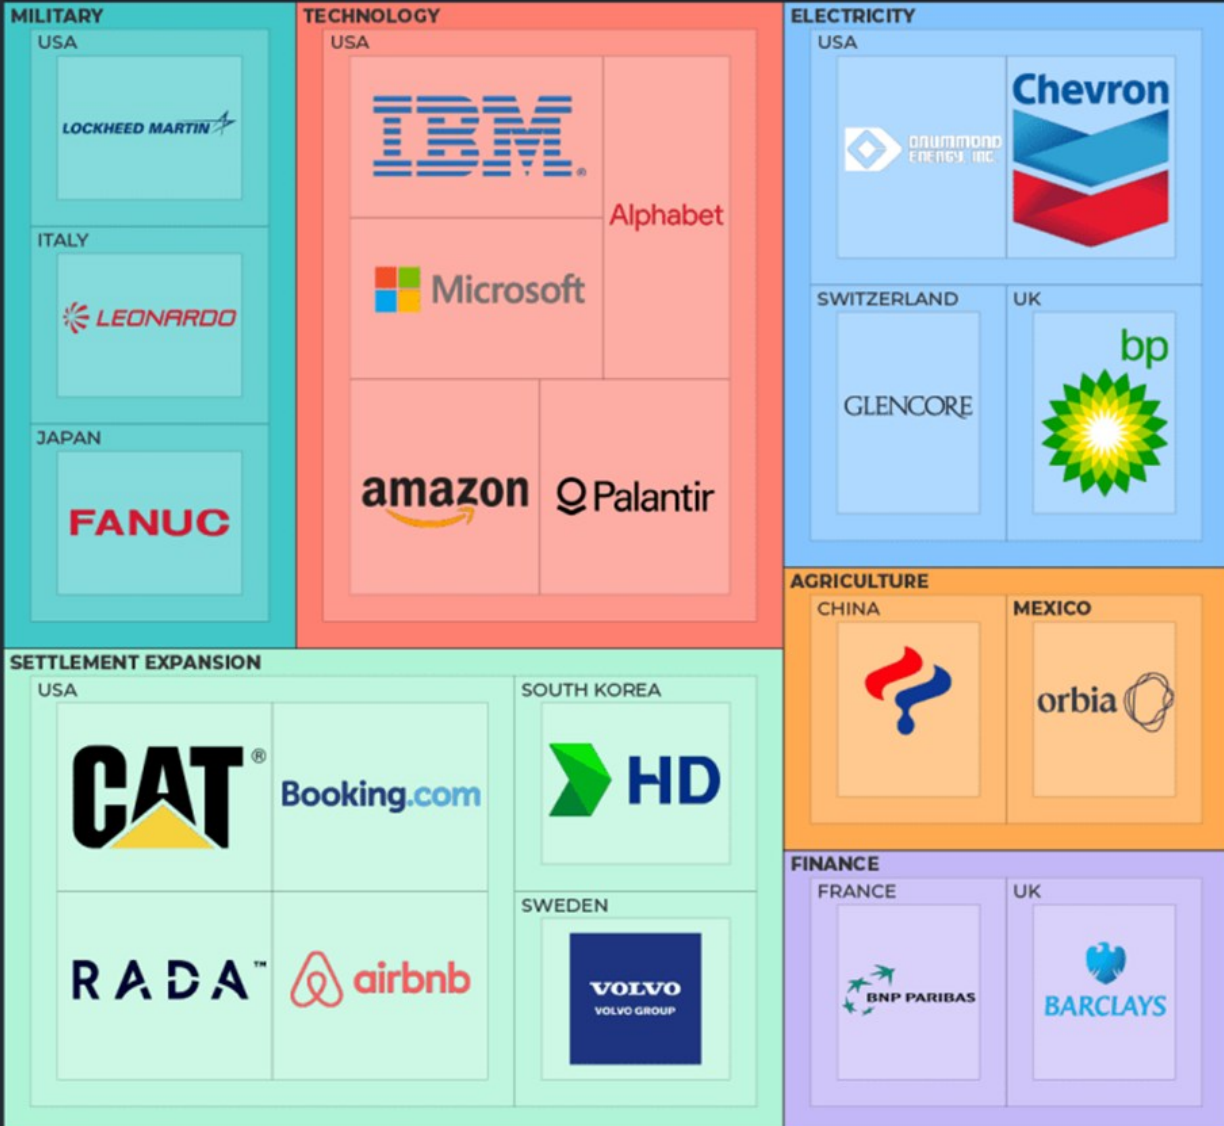 MILITARY
USA
LOCKHEED MARTIN
ITALY
LEONARDO
JAPAN
FANUC
TECHNOLOGY
USA
IBM®
Alphabet
Microsoft
amazon
Palantir
ELECTRICITY
USA
DRUMMOND
ENERGY, INC.
Chevron
SWITZERLAND
GLENCORE
UK
bp
AGRICULTURE
CHINA
MEXICO
orbia
SETTLEMENT EXPANSION
USA
CAT®
Booking.com
RADA™
airbnb
SOUTH KOREA
HD
SWEDEN
VOLVO
VOLVO GROUP
FINANCE
FRANCE
BNP PARIBAS
UK
BARCLAYS